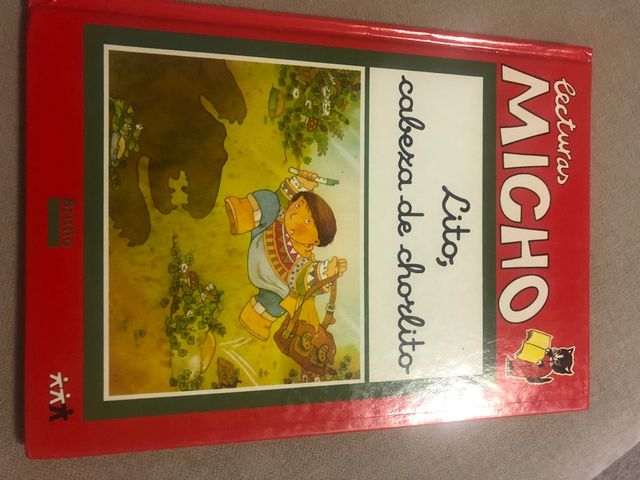 Lecturas
MICHO
Lito,
cabeza de chorlito
Bruño